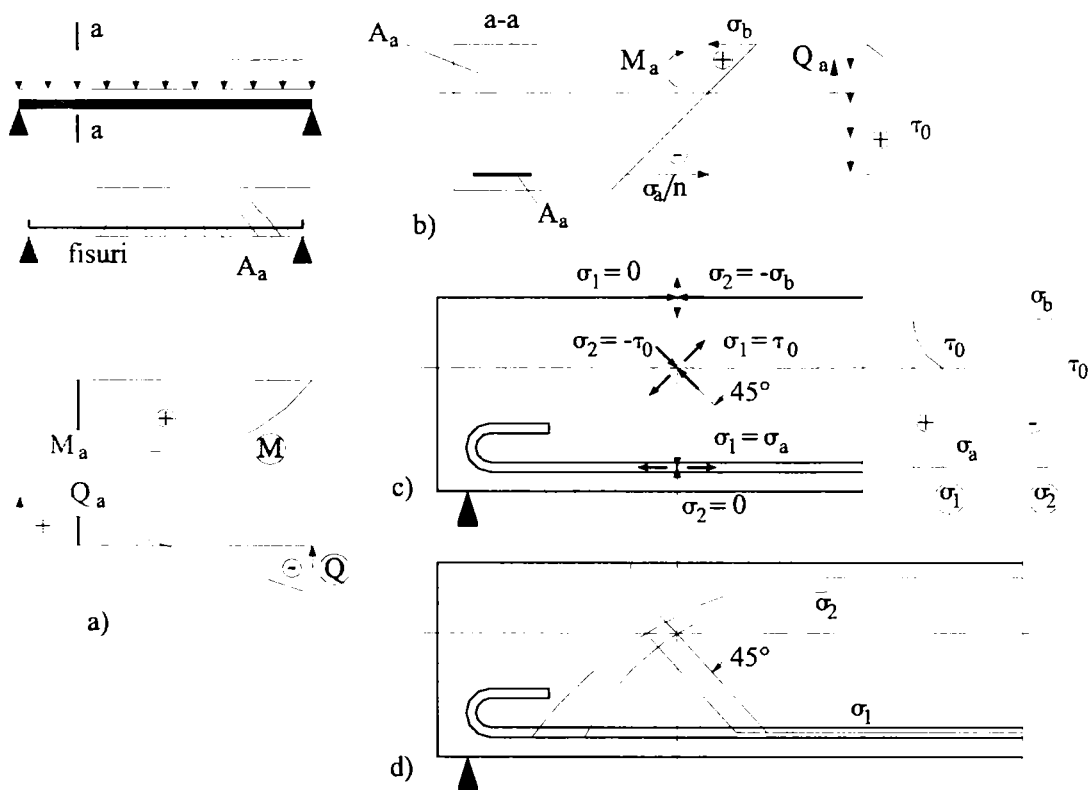 a
a
fisuri
A_a
M_a
+
-
M
Q_a
+
-
Q
a)
a-a
A_a
A_a
M_a
σ_b
+
-
σ_a/n
Q_a
τ_0
+
b)
σ_1 = 0
σ_2 = -σ_b
σ_2 = -τ_0
σ_1 = τ_0
45°
σ_1 = σ_a
σ_2 = 0
c)
σ_b
τ_0
τ_0
+
-
σ_a
σ_1
σ_2
σ_2
45°
σ_1
d)